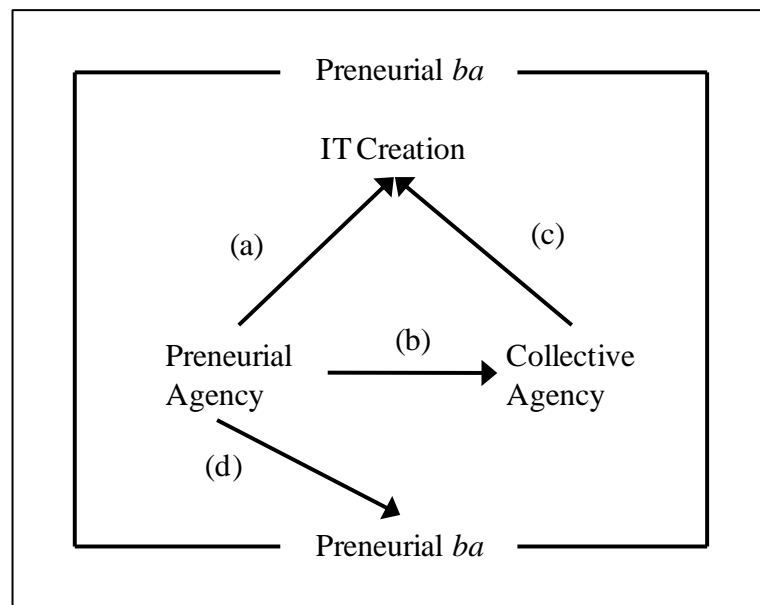 Preneurial ba
IT Creation
(a)
(c)
(b)
Preneurial
Agency
Collective
Agency
(d)
Preneurial ba